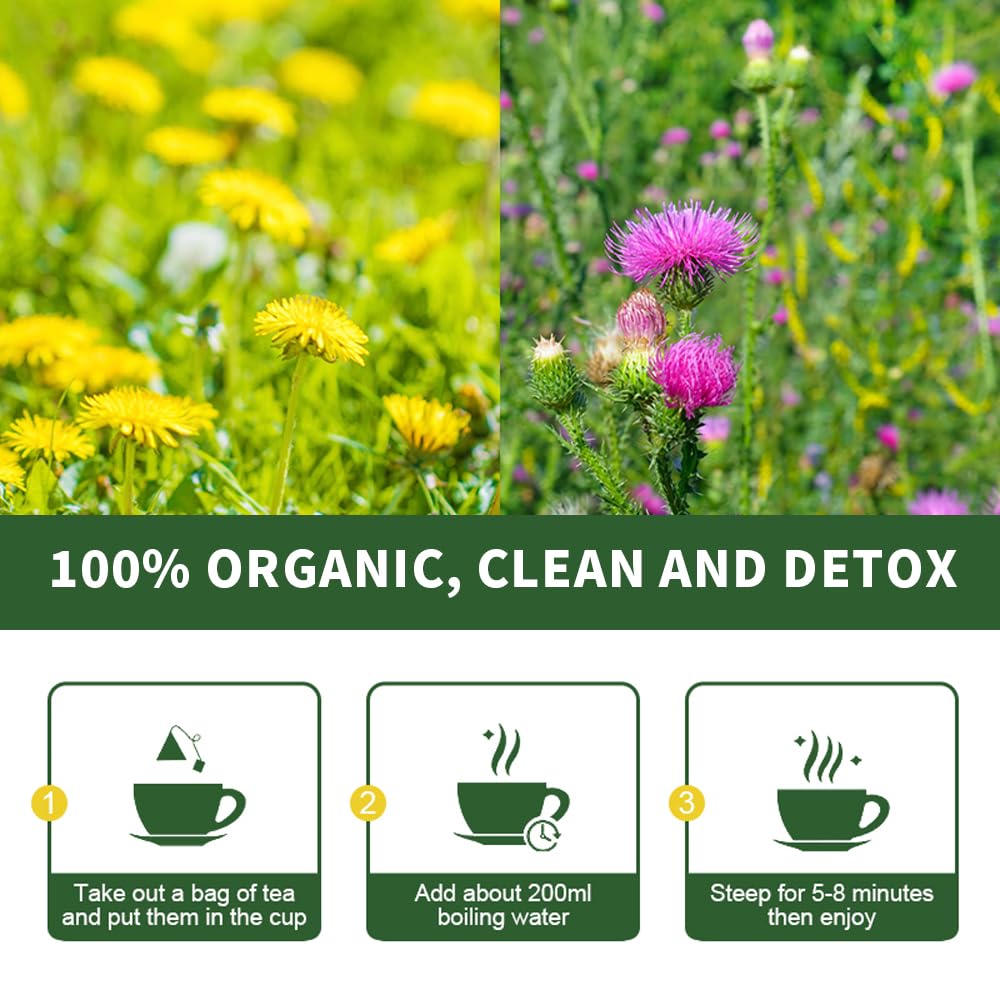 100% ORGANIC, CLEAN AND DETOX
1
Take out a bag of tea
and put them in the cup
2
Add about 200ml
boiling water
3
Steep for 5-8 minutes
then enjoy